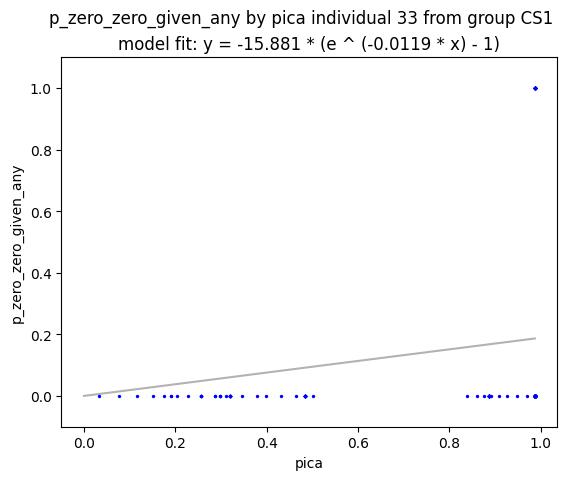 p_zero_zero_given_any by pica individual 33 from group CS1
model fit: y = -15.881 * (e ^ (-0.0119 * x) - 1)
1.0
0.8
0.6
0.4
0.2
0.0
p_zero_zero_given_any
0.0 0.2 0.4 0.6 0.8 1.0
pica